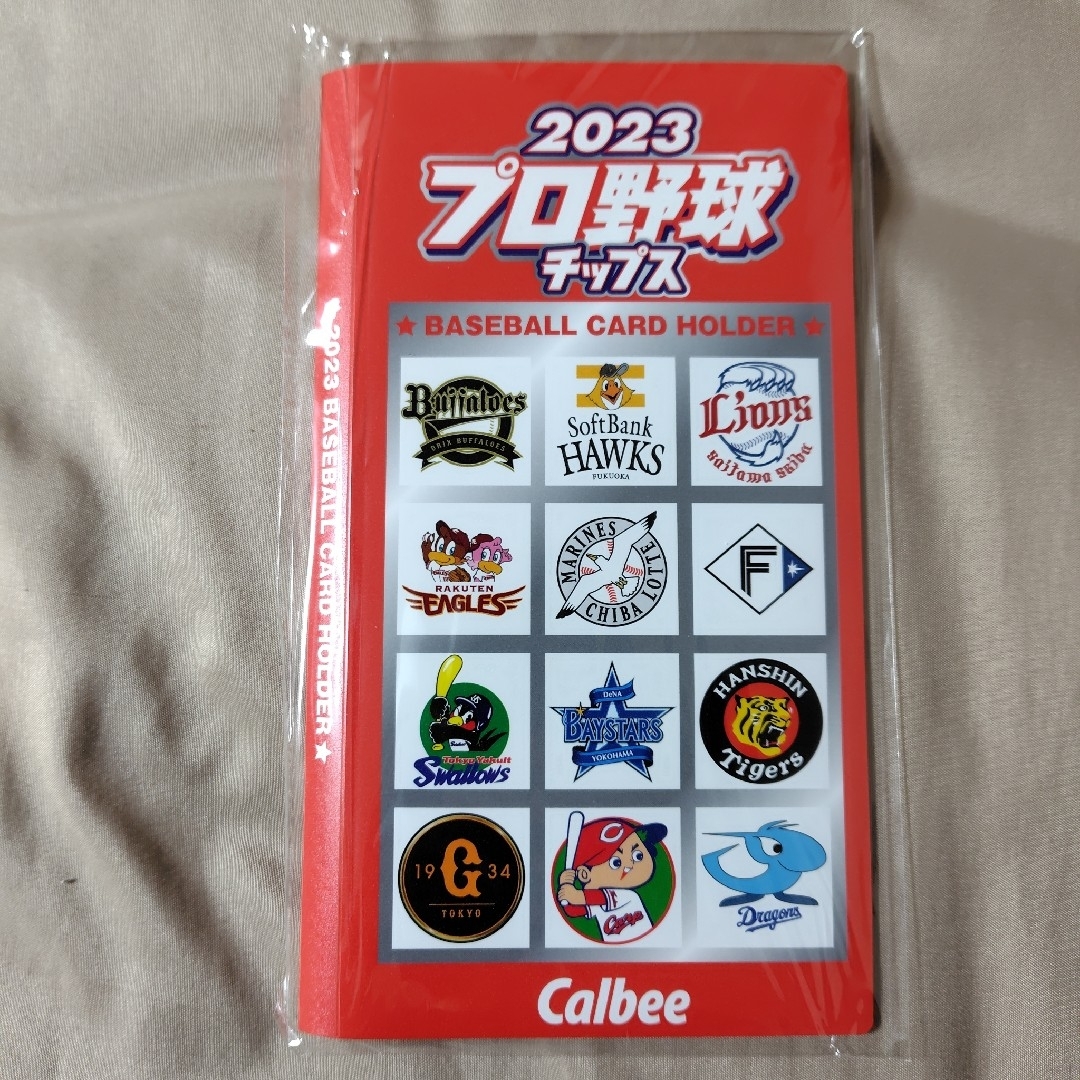 2023
プロ野球
チップス
★ BASEBALL CARD HOLDER ★
★2023 BASEBALL CARD HOLDER★
Buffaloes
ORIX BUFFALOES
SoftBank
HAWKS
FUKUOKA
Lions
Saitama Seibu
RAKUTEN
EAGLES
MARINES
CHIBA LOTTE
F
Tokyo Yakult
Swallows
DeNA
BAYSTARS
YOKOHAMA
HANSHIN
Tigers
19 G 34
TOKYO
C
Carp
Dragons
Calbee